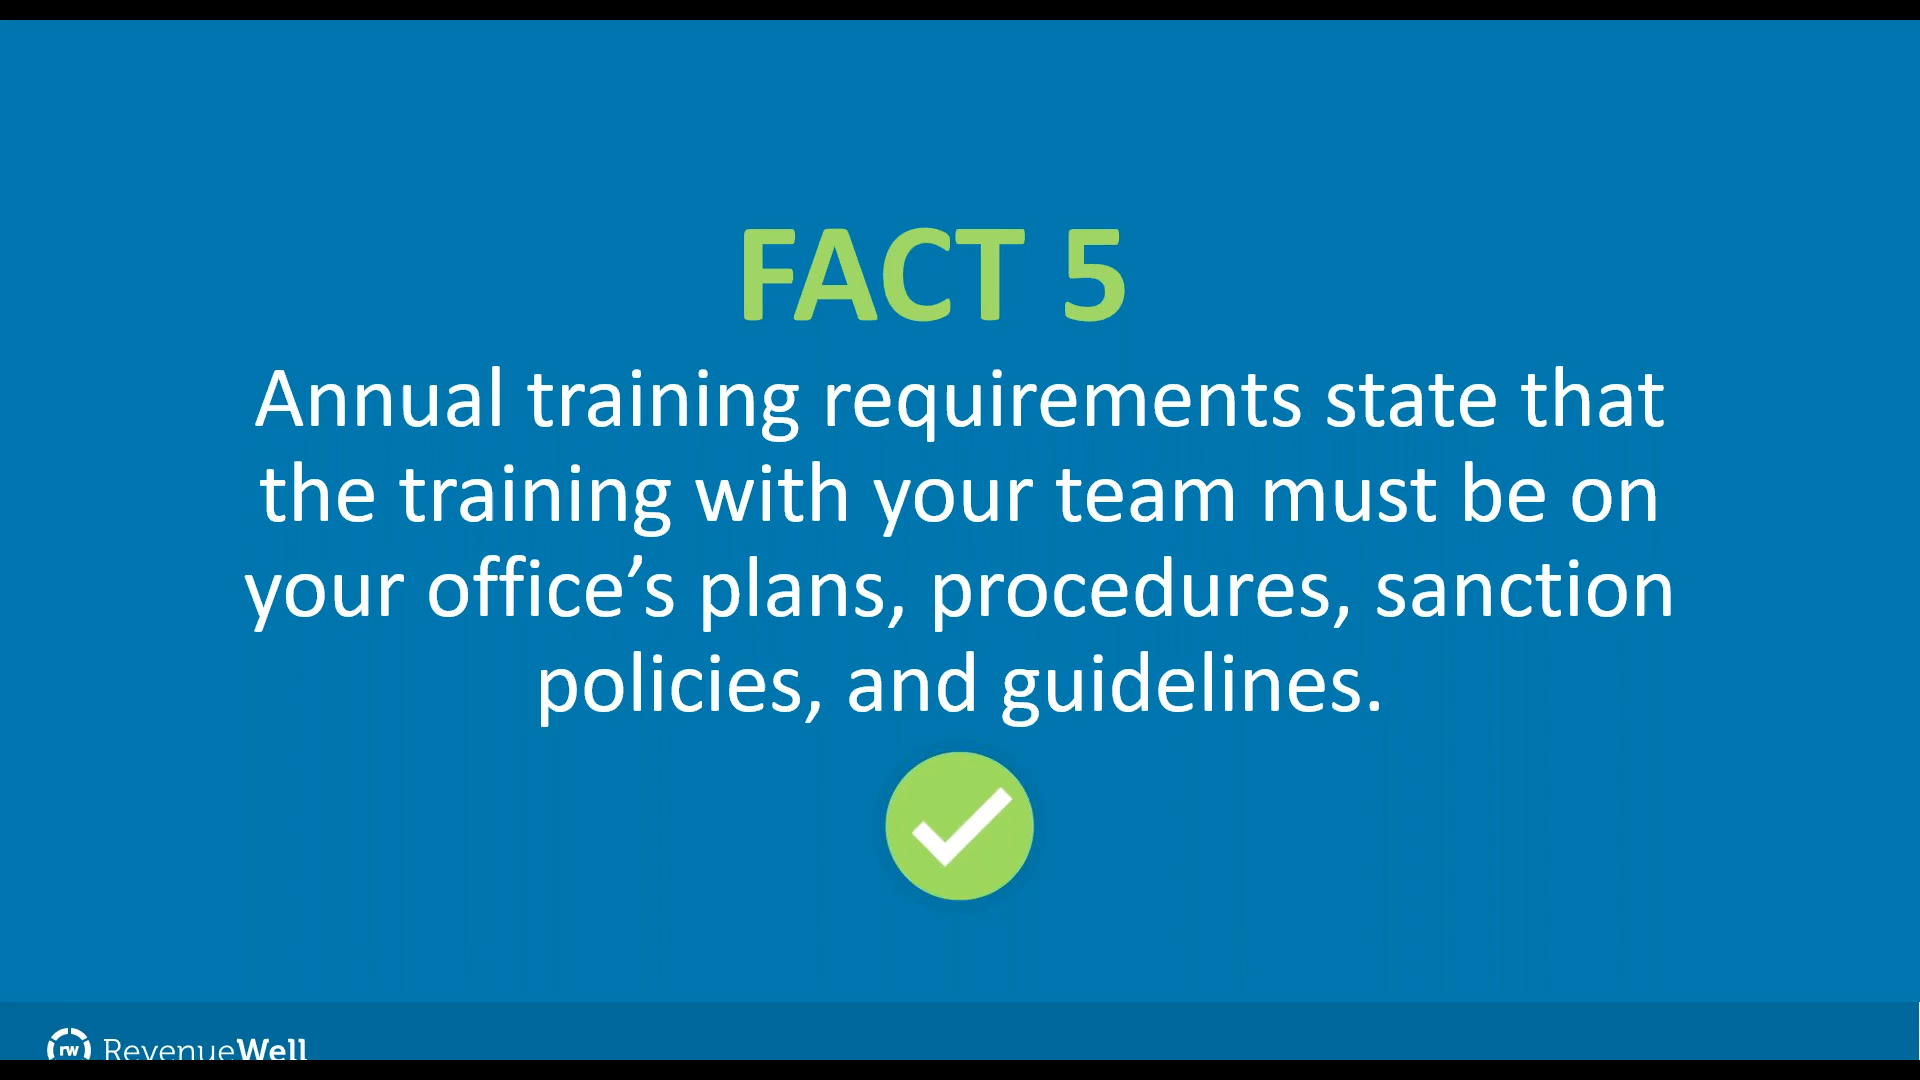 FACT 5
Annual training requirements state that
the training with your team must be on
your office’s plans, procedures, sanction
policies, and guidelines.
rw RevenueWell